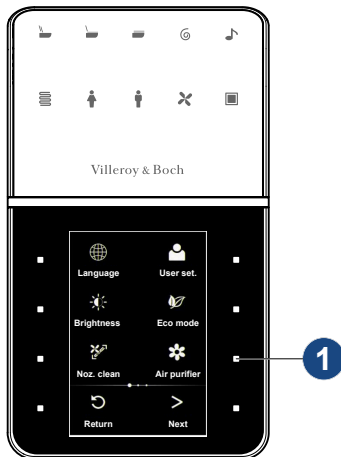 Villeroy & Boch
Language User set.
Brightness Eco mode
Noz. clean Air purifier
1
Return Next